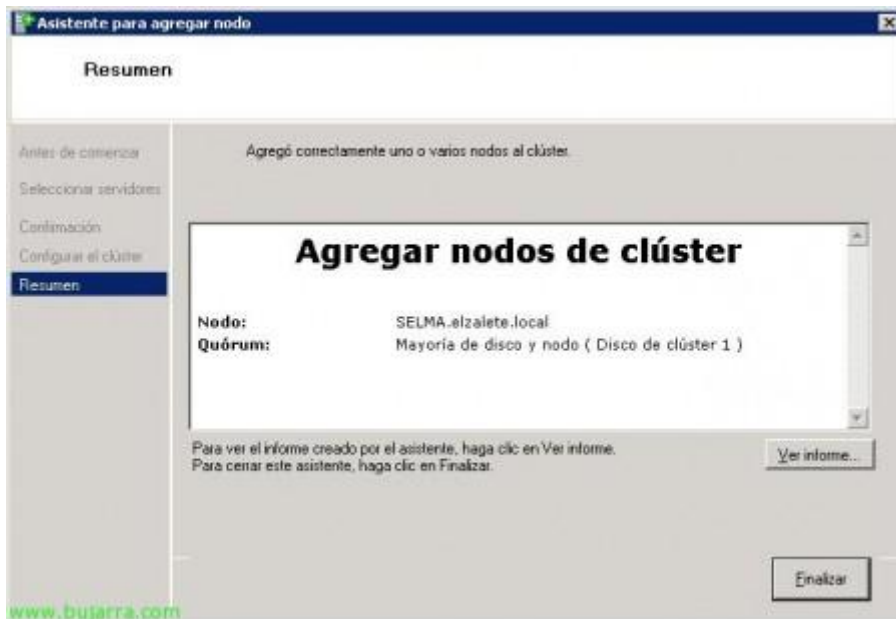 Asistente para agregar nodo
Resumen
Antes de comenzar
Seleccionar servidores
Confirmación
Configurar el clúster
Resumen
Agregó correctamente uno o varios nodos al clúster.
Agregar nodos de clúster
Nodo: SELMA.elzalete.local
Quórum: Mayoría de disco y nodo ( Disco de clúster 1 )
Para ver el informe creado por el asistente, haga clic en Ver informe.
Para cerrar este asistente, haga clic en Finalizar.
Ver informe...
Finalizar
www.bujarra.com